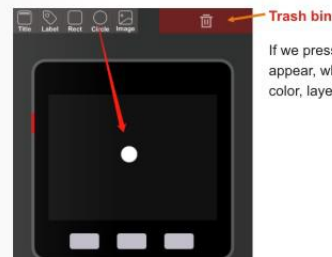 Title Label Rect Circle Image
Trash bin
If we press
appear, wh
color, laye